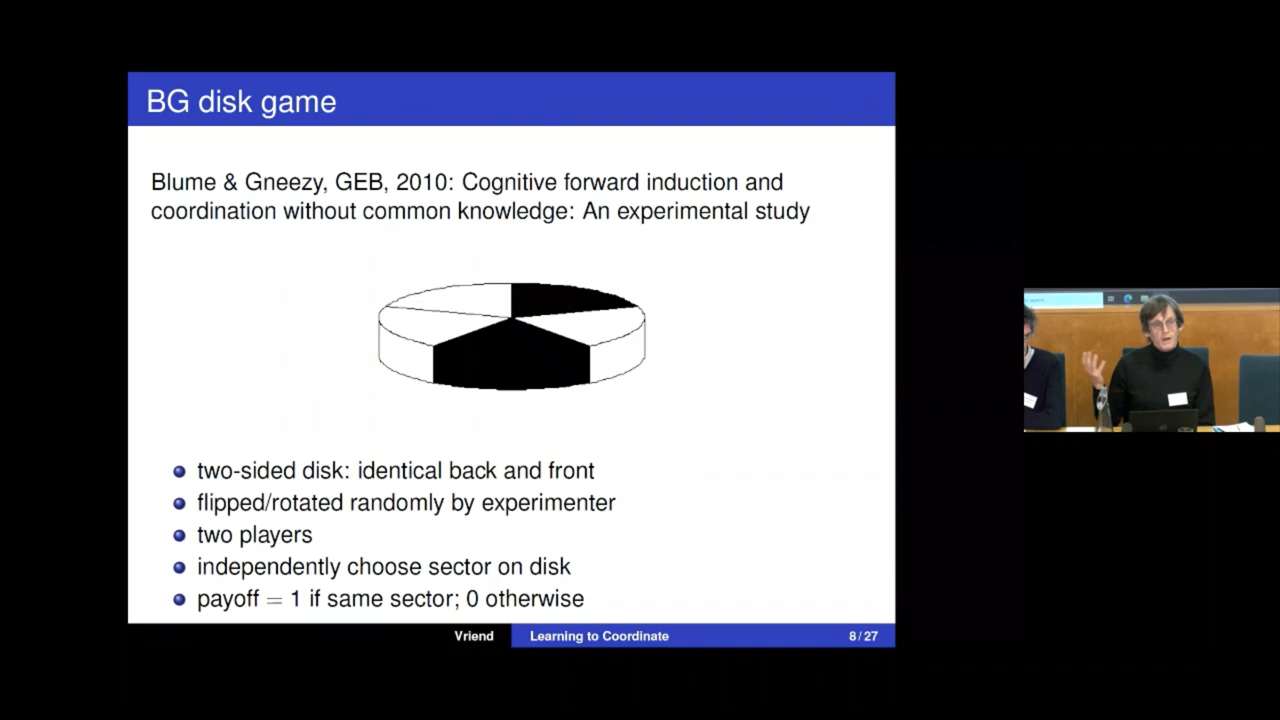 BG disk game
Blume & Gneezy, GEB, 2010: Cognitive forward induction and
coordination without common knowledge: An experimental study
two-sided disk: identical back and front
flipped/rotated randomly by experimenter
two players
independently choose sector on disk
payoff = 1 if same sector; 0 otherwise
Vriend
Learning to Coordinate
8 / 27